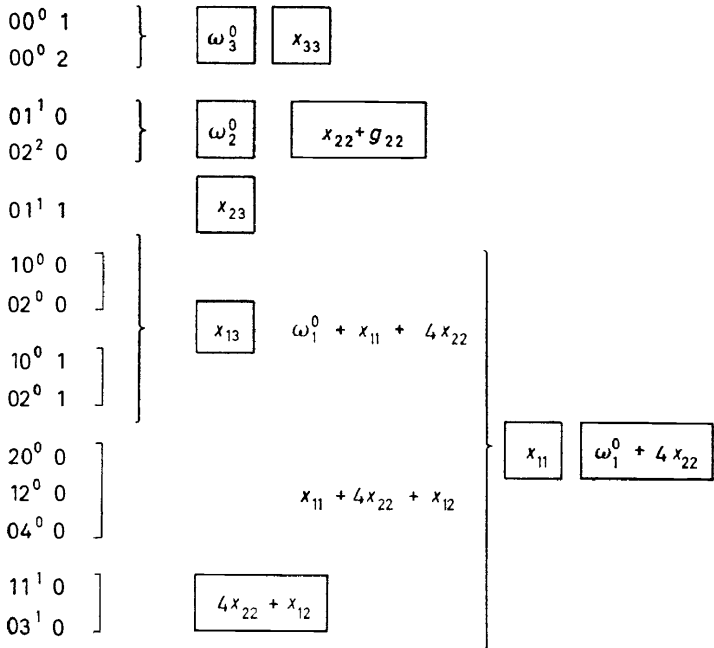 00⁰ 1
00⁰ 2
ω₃⁰ x₃₃
01¹ 0
02² 0
ω₂⁰ x₂₂ + g₂₂
01¹ 1
x₂₃
10⁰ 0
02⁰ 0
10⁰ 1
02⁰ 1
x₁₃ ω₁⁰ + x₁₁ + 4x₂₂
20⁰ 0
12⁰ 0
04⁰ 0
x₁₁ + 4x₂₂ + x₁₂
11¹ 0
03¹ 0
4x₂₂ + x₁₂
x₁₁ ω₁⁰ + 4x₂₂